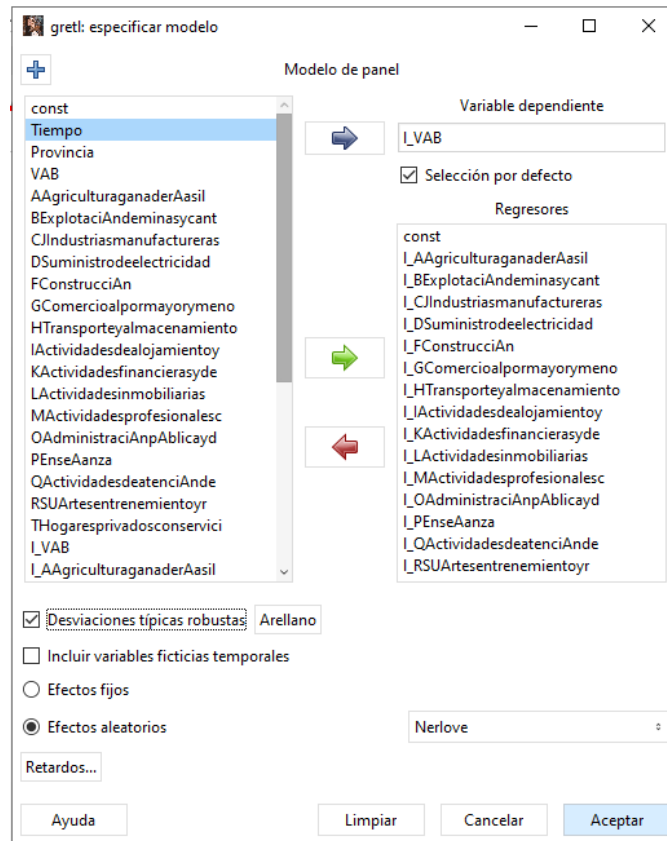 gretl: especificar modelo
Modelo de panel
const
Tiempo
Provincia
VAB
AAgriculturaganaderAasil
BExplotaciAndeminasycant
CJIndustriasmanufactureras
DSuministrodeelectricidad
FConstrucciAn
GComercioalpormayorymeno
HTransporteyalmacenamiento
IActividadesdealojamientoy
KActividadesfinancierasyde
LActividadesinmobiliarias
MActividadesprofesionalesc
OAdministraciAnpAblicayd
PEnseAanza
QActividadesdeatenciAnde
RSUArtesentrenemientoyr
THogaresprivadosconservici
l_VAB
l_AAgriculturaganaderAasil
Variable dependiente
l_VAB
Selección por defecto
Regresores
const
l_AAgriculturaganaderAasil
l_BExplotaciAndeminasycant
l_CJIndustriasmanufactureras
l_DSuministrodeelectricidad
l_FConstrucciAn
l_GComercioalpormayorymeno
l_HTransporteyalmacenamiento
l_IActividadesdealojamientoy
l_KActividadesfinancierasyde
l_LActividadesinmobiliarias
l_MActividadesprofesionalesc
l_OAdministraciAnpAblicayd
l_PEnseAanza
l_QActividadesdeatenciAnde
l_RSUArtesentrenemientoyr
Desviaciones típicas robustas Arellano
Incluir variables ficticias temporales
Efectos fijos
Efectos aleatorios Nerlove
Retardos...
Ayuda Limpiar Cancelar Aceptar